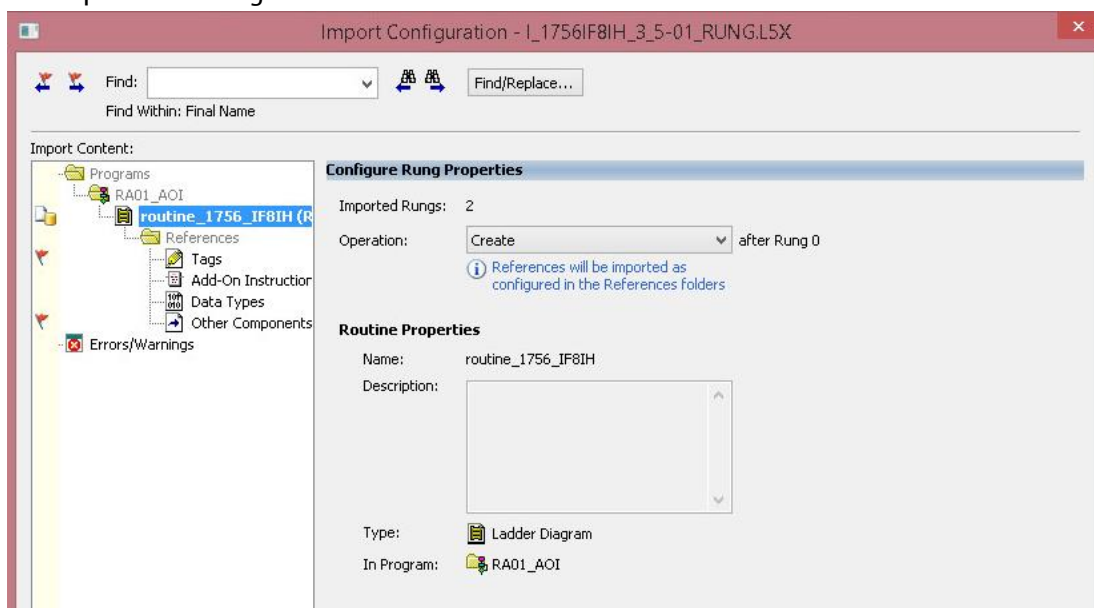 Import Configuration - I_1756IF8IH_3_5-01_RUNG.L5X
Find:
Find/Replace...
Find Within: Final Name
Import Content:
Programs
RA01_AOI
routine_1756_IF8IH (R
References
Tags
Add-On Instruction
Data Types
Other Components
Errors/Warnings
Configure Rung Properties
Imported Rungs: 2
Operation: Create after Rung 0
References will be imported as
configured in the References folders
Routine Properties
Name: routine_1756_IF8IH
Description:
Type: Ladder Diagram
In Program: RA01_AOI